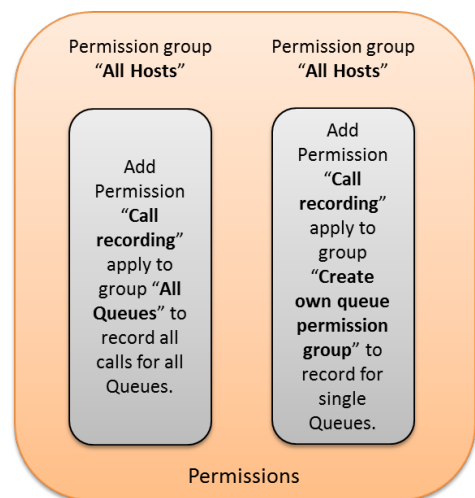 Permission group
“All Hosts”
Add
Permission
“Call
recording”
apply to
group “All
Queues” to
record all
calls for all
Queues.
Permission group
“All Hosts”
Add
Permission
“Call
recording”
apply to
group
“Create
own queue
permission
group” to
record for
single
Queues.
Permissions